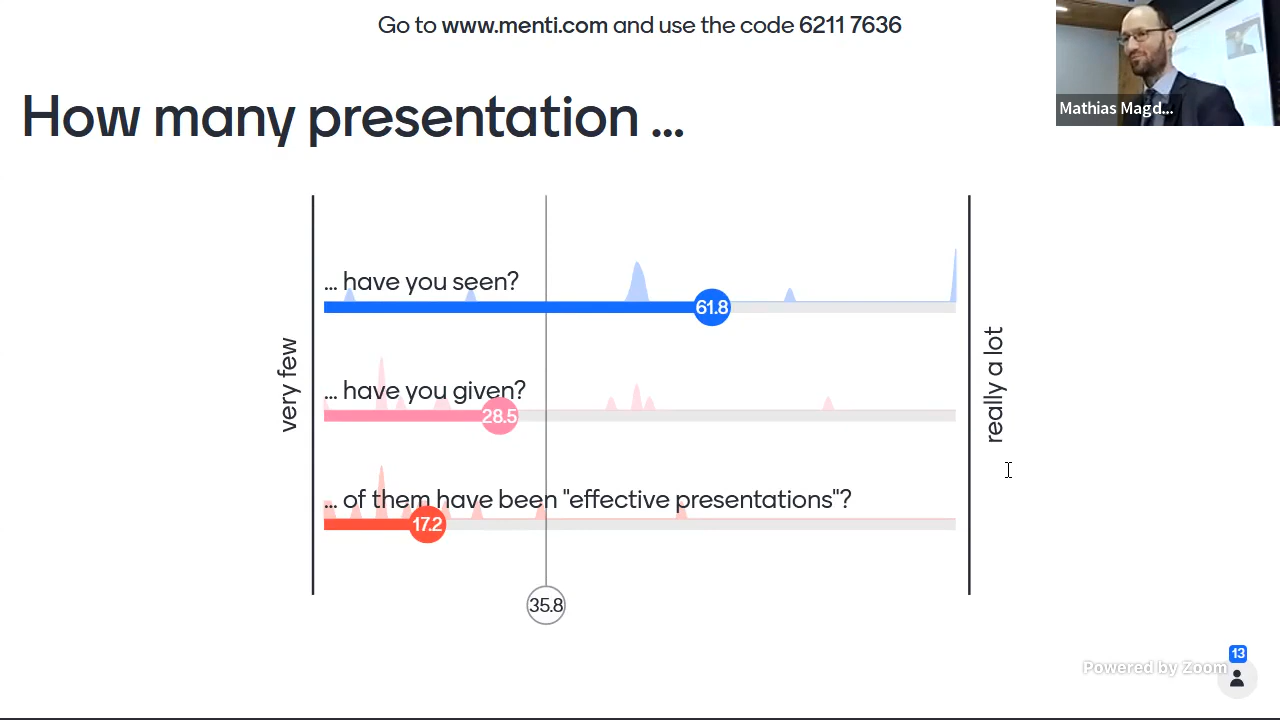 Go to www.menti.com and use the code 6211 7636
Mathias Magd...
How many presentation ...
... have you seen?
61.8
very few
really a lot
... have you given?
28.5
... of them have been "effective presentations"?
17.2
35.8
13
Powered by Zoom